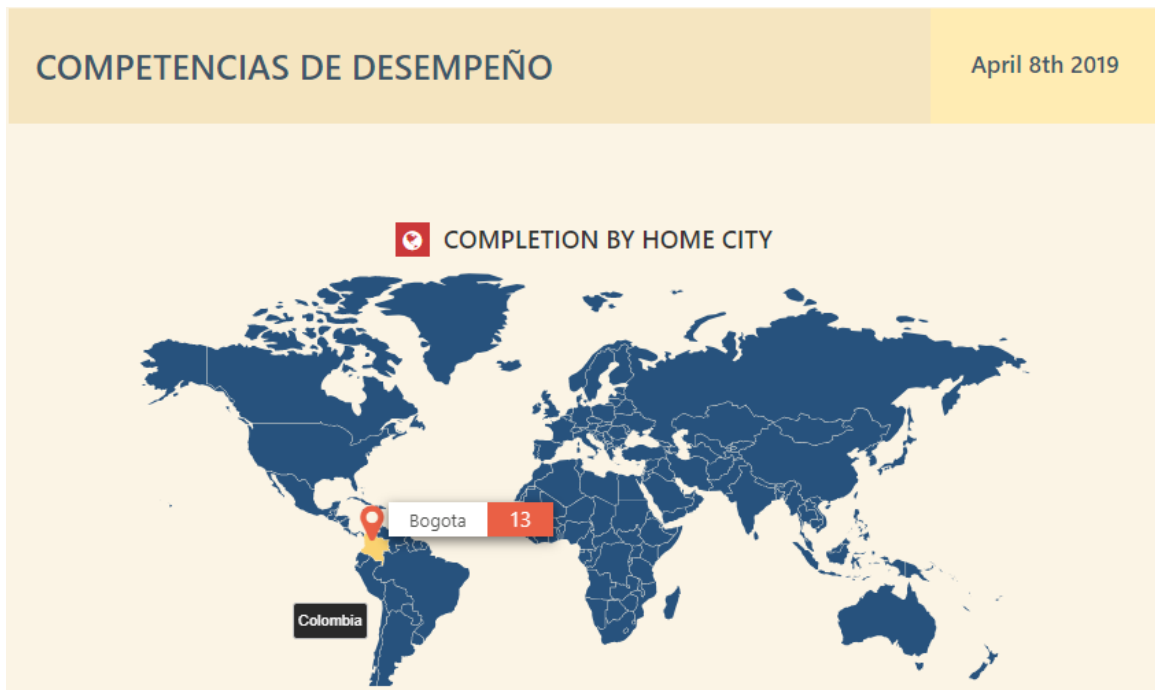 COMPETENCIAS DE DESEMPEÑO
April 8th 2019
COMPLETION BY HOME CITY
Bogota 13
Colombia